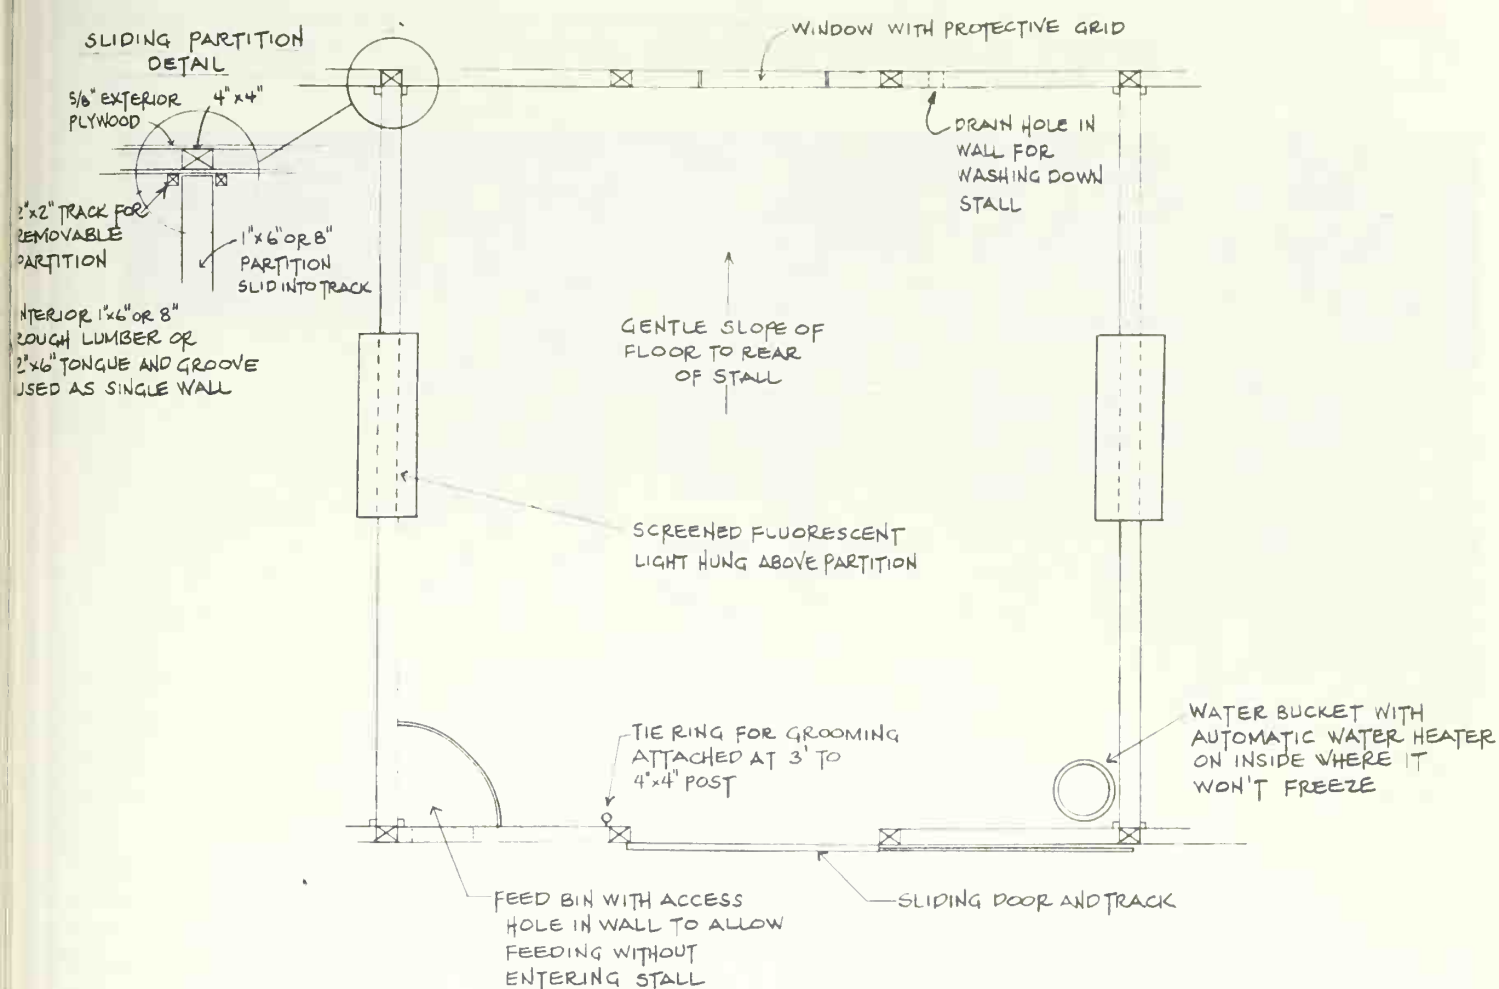 SLIDING PARTITION
DETAIL
5/8" EXTERIOR
PLYWOOD
4"x4"
2"x2" TRACK FOR
REMOVABLE
PARTITION
1"x6" OR 8"
PARTITION
SLID INTO TRACK
NTERIOR 1"x6" OR 8"
ROUGH LUMBER OR
2"x6" TONGUE AND GROOVE
USED AS SINGLE WALL
WINDOW WITH PROTECTIVE GRID
DRAIN HOLE IN
WALL FOR
WASHING DOWN
STALL
GENTLE SLOPE OF
FLOOR TO REAR
OF STALL
SCREENED FLUORESCENT
LIGHT HUNG ABOVE PARTITION
TIE RING FOR GROOMING
ATTACHED AT 3' TO
4"x4" POST
WATER BUCKET WITH
AUTOMATIC WATER HEATER
ON INSIDE WHERE IT
WON'T FREEZE
FEED BIN WITH ACCESS
HOLE IN WALL TO ALLOW
FEEDING WITHOUT
ENTERING STALL
SLIDING DOOR AND TRACK